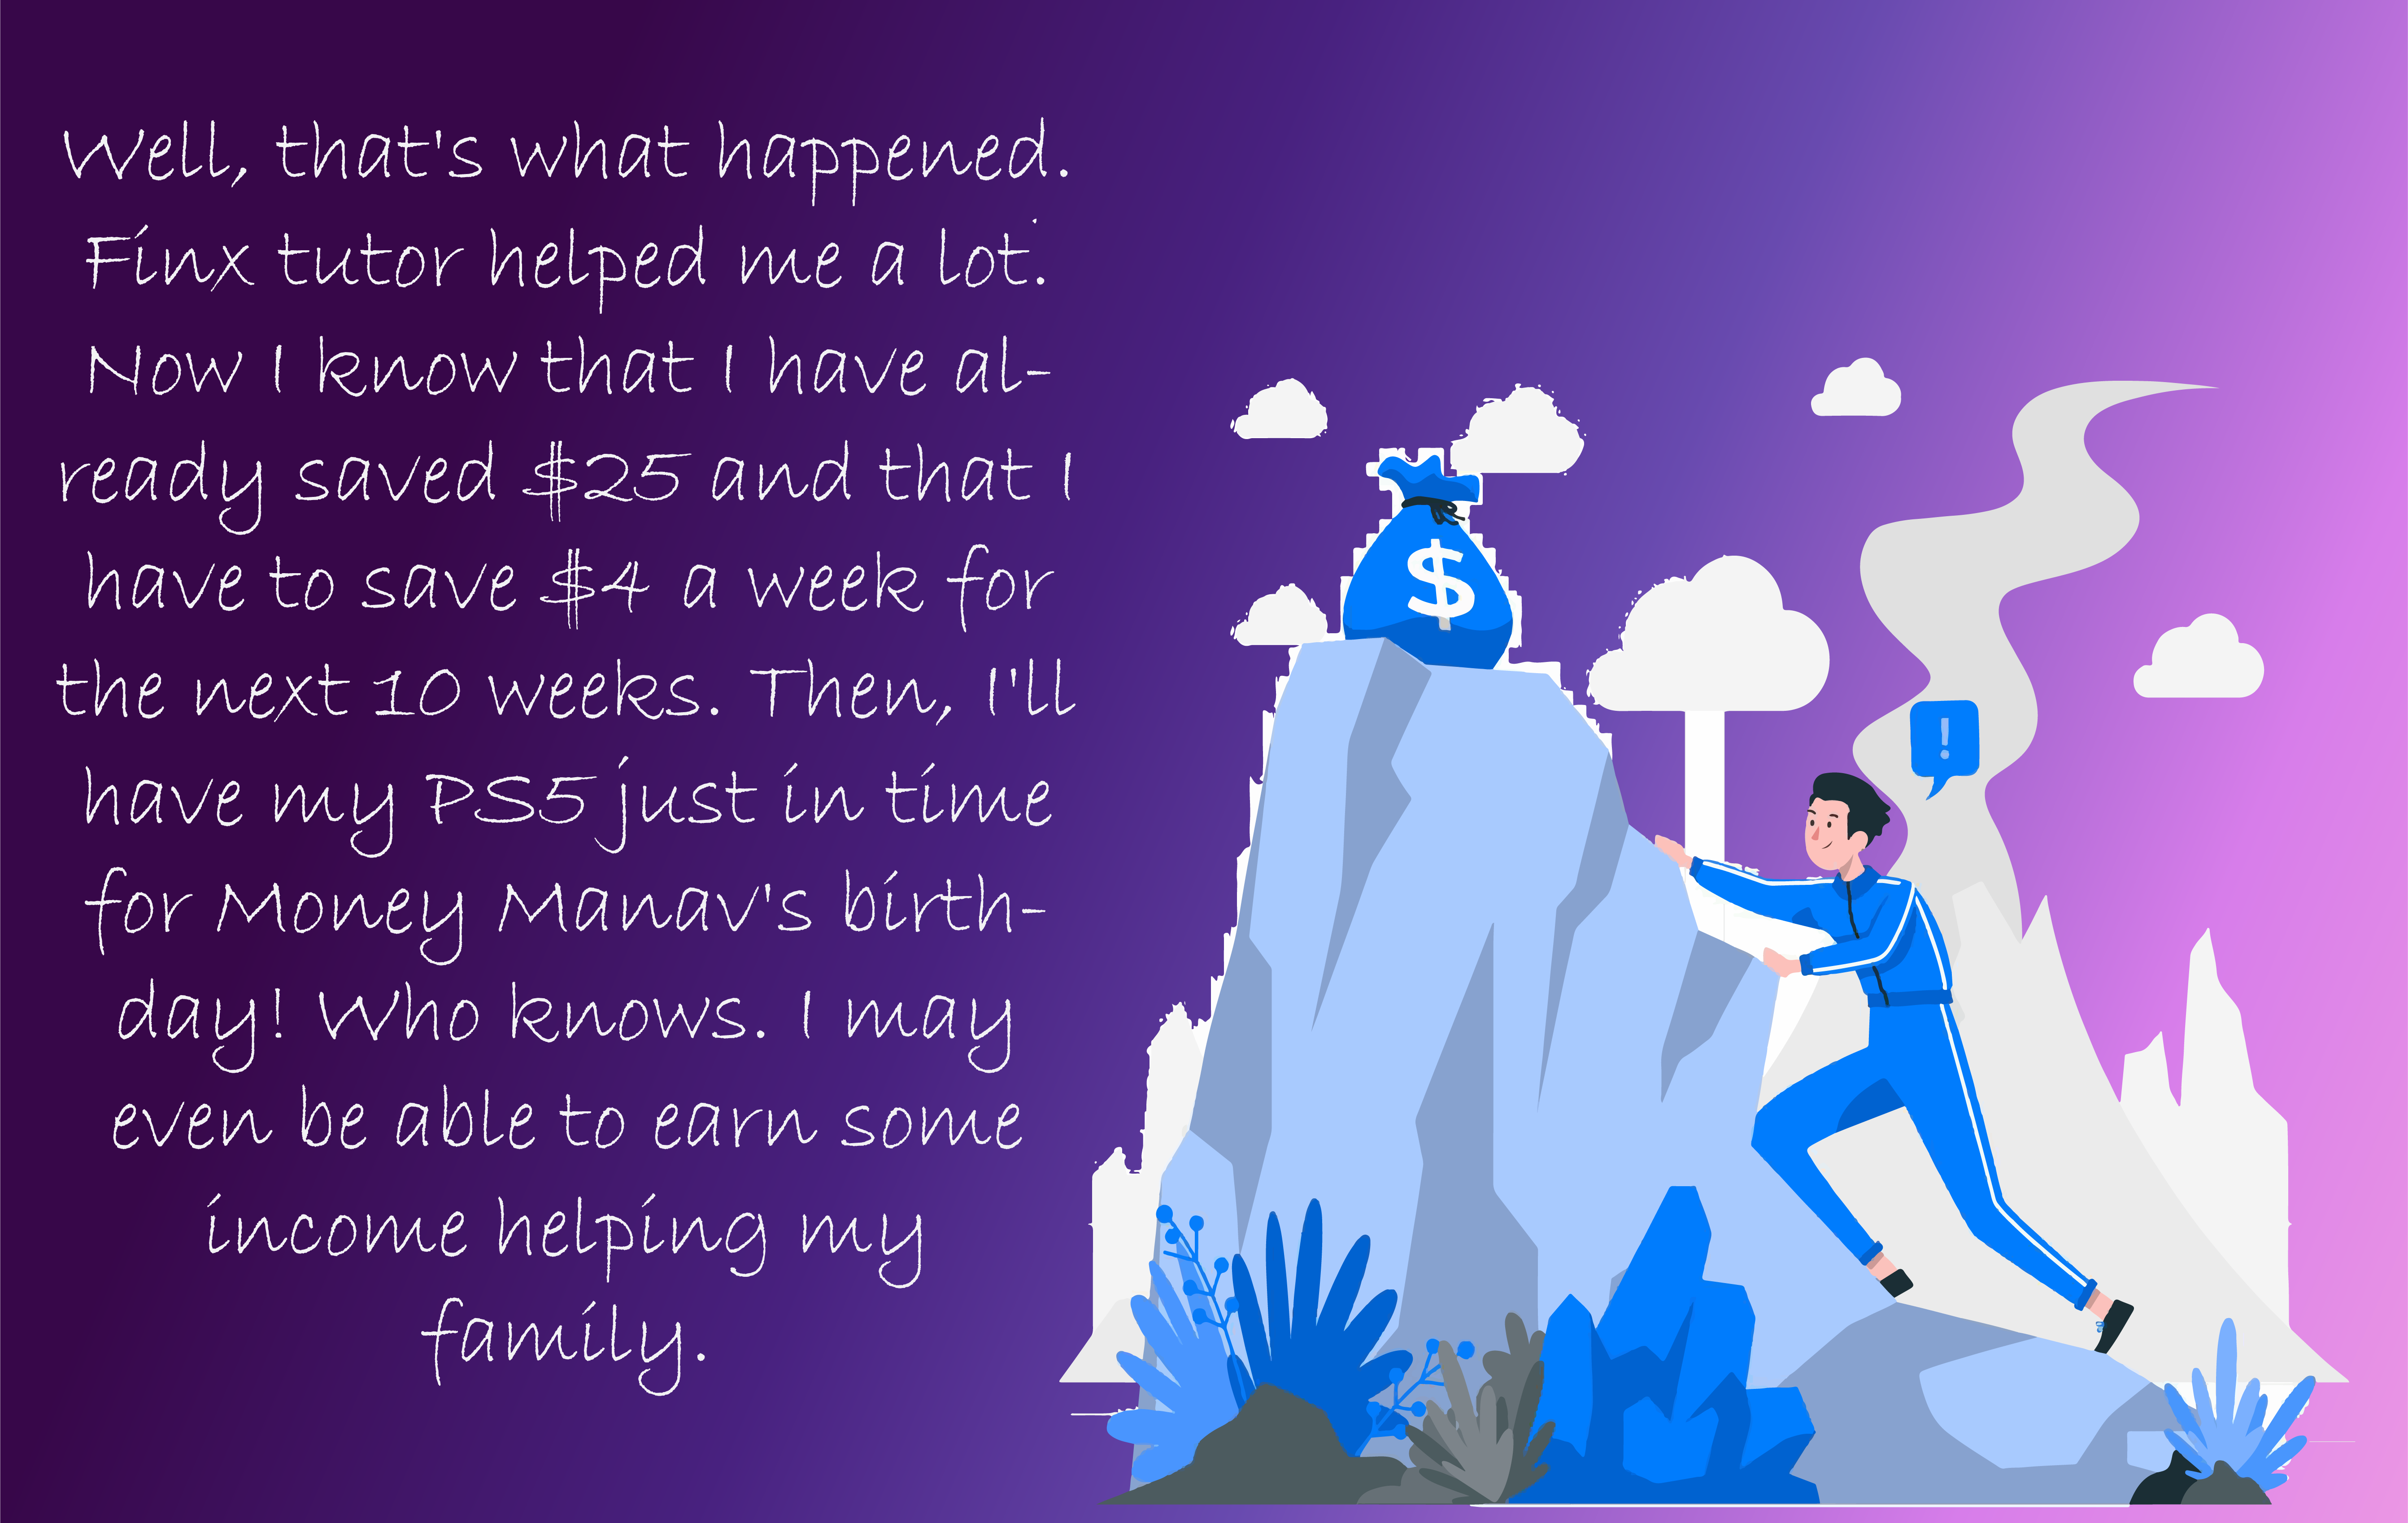 Well, that's what happened.
Finx tutor helped me a lot.
Now I know that I have al-
ready saved $25 and that I
have to save $4 a week for
the next 10 weeks. Then, I'll
have my PS5 just in time
for Money Manav's birth-
day! Who knows. I may
even be able to earn some
income helping my
family.
$
!